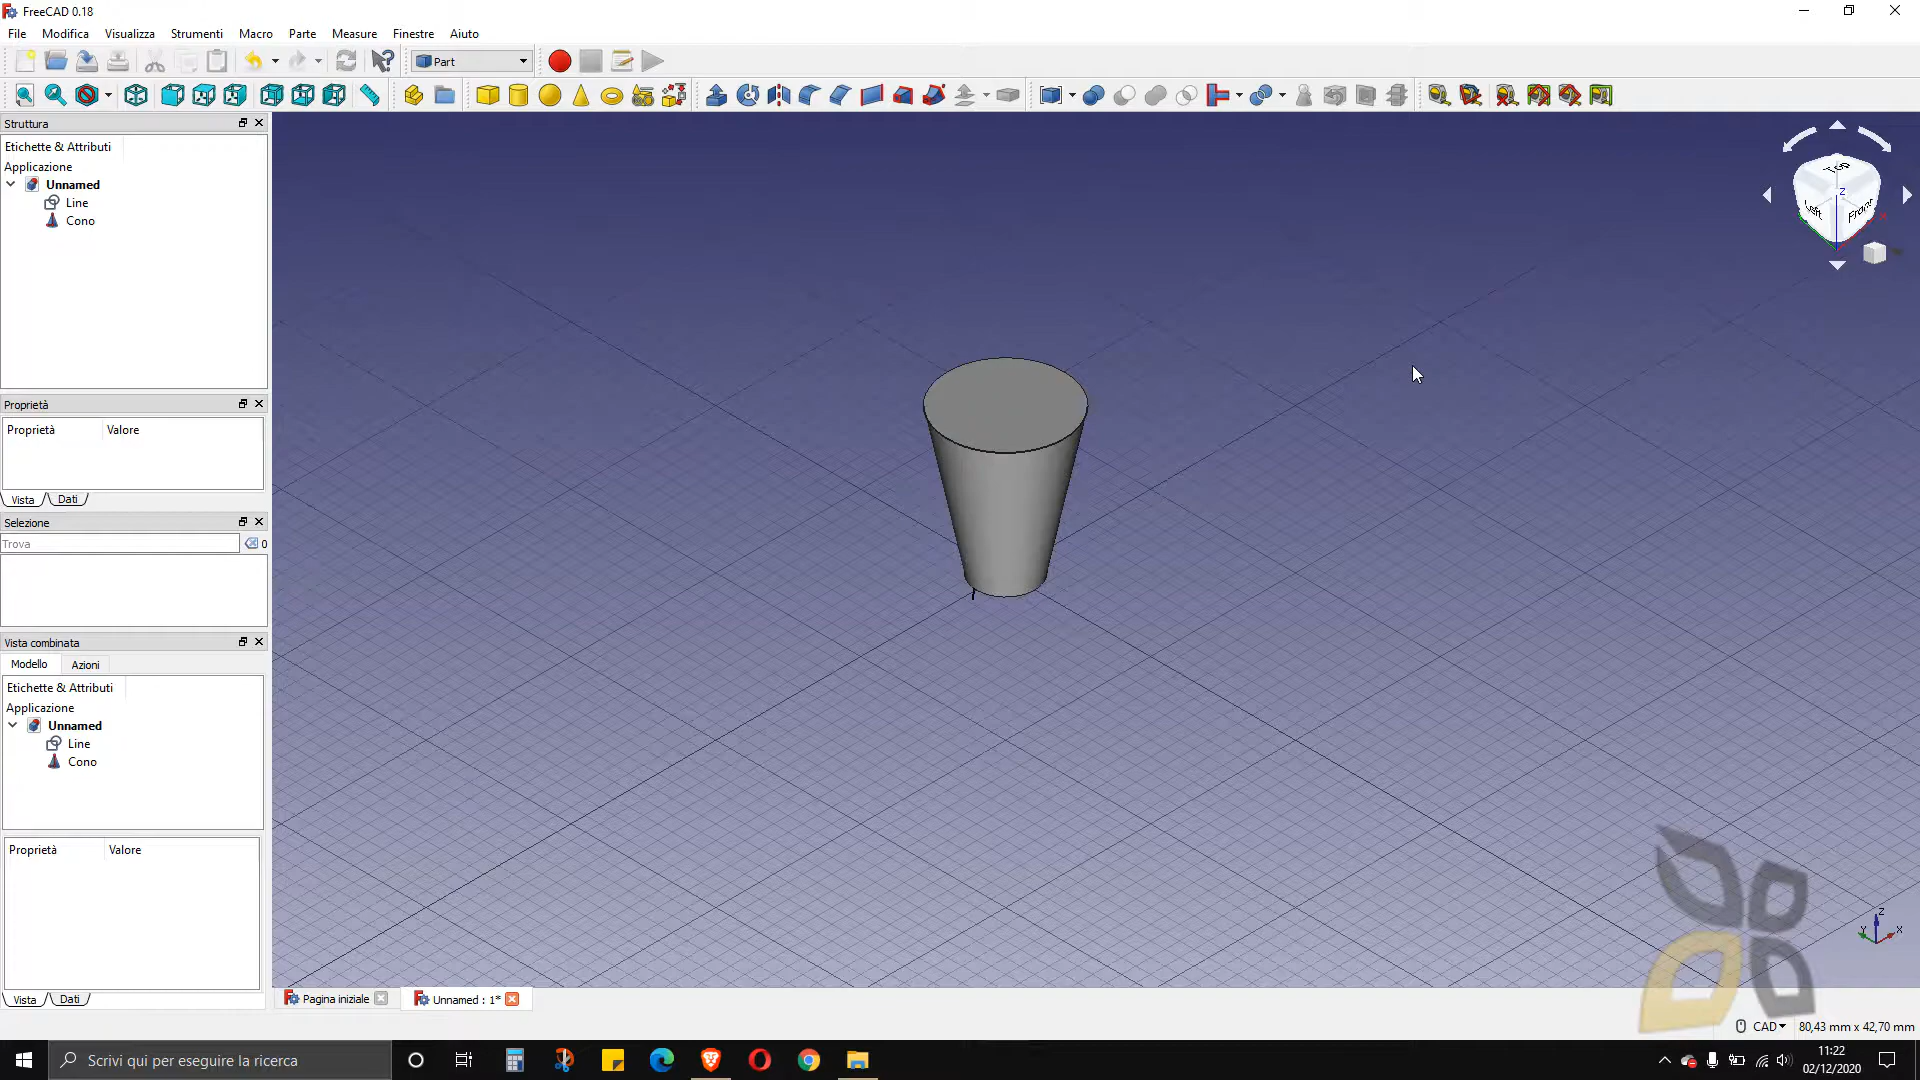 FreeCAD 0.18
File Modifica Visualizza Strumenti Macro Parte Measure Finestre Aiuto
Part
Struttura
Etichette & Attributi
Applicazione
Unnamed
Line
Cono
Proprietà
Proprietà Valore
Vista Dati
Selezione
Trova
0
Vista combinata
Modello Azioni
Etichette & Attributi
Applicazione
Unnamed
Line
Cono
Proprietà Valore
Vista Dati
Top
Left Front
Z
X
Z
Y X
Pagina iniziale
Unnamed : 1*
CAD 80,43 mm x 42,70 mm
Scrivi qui per eseguire la ricerca
11:22
02/12/2020